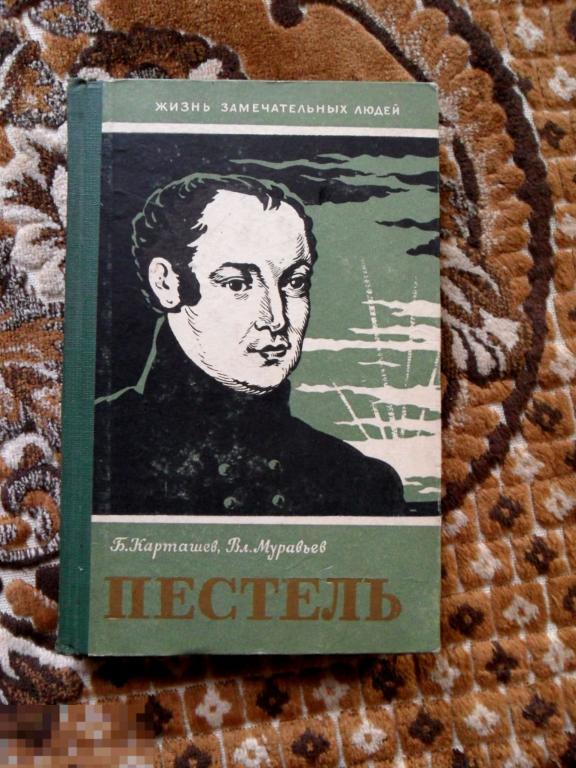 ЖИЗНЬ ЗАМЕЧАТЕЛЬНЫХ ЛЮДЕЙ
Б. Карташев, Вл. Муравьев
ПЕСТЕЛЬ